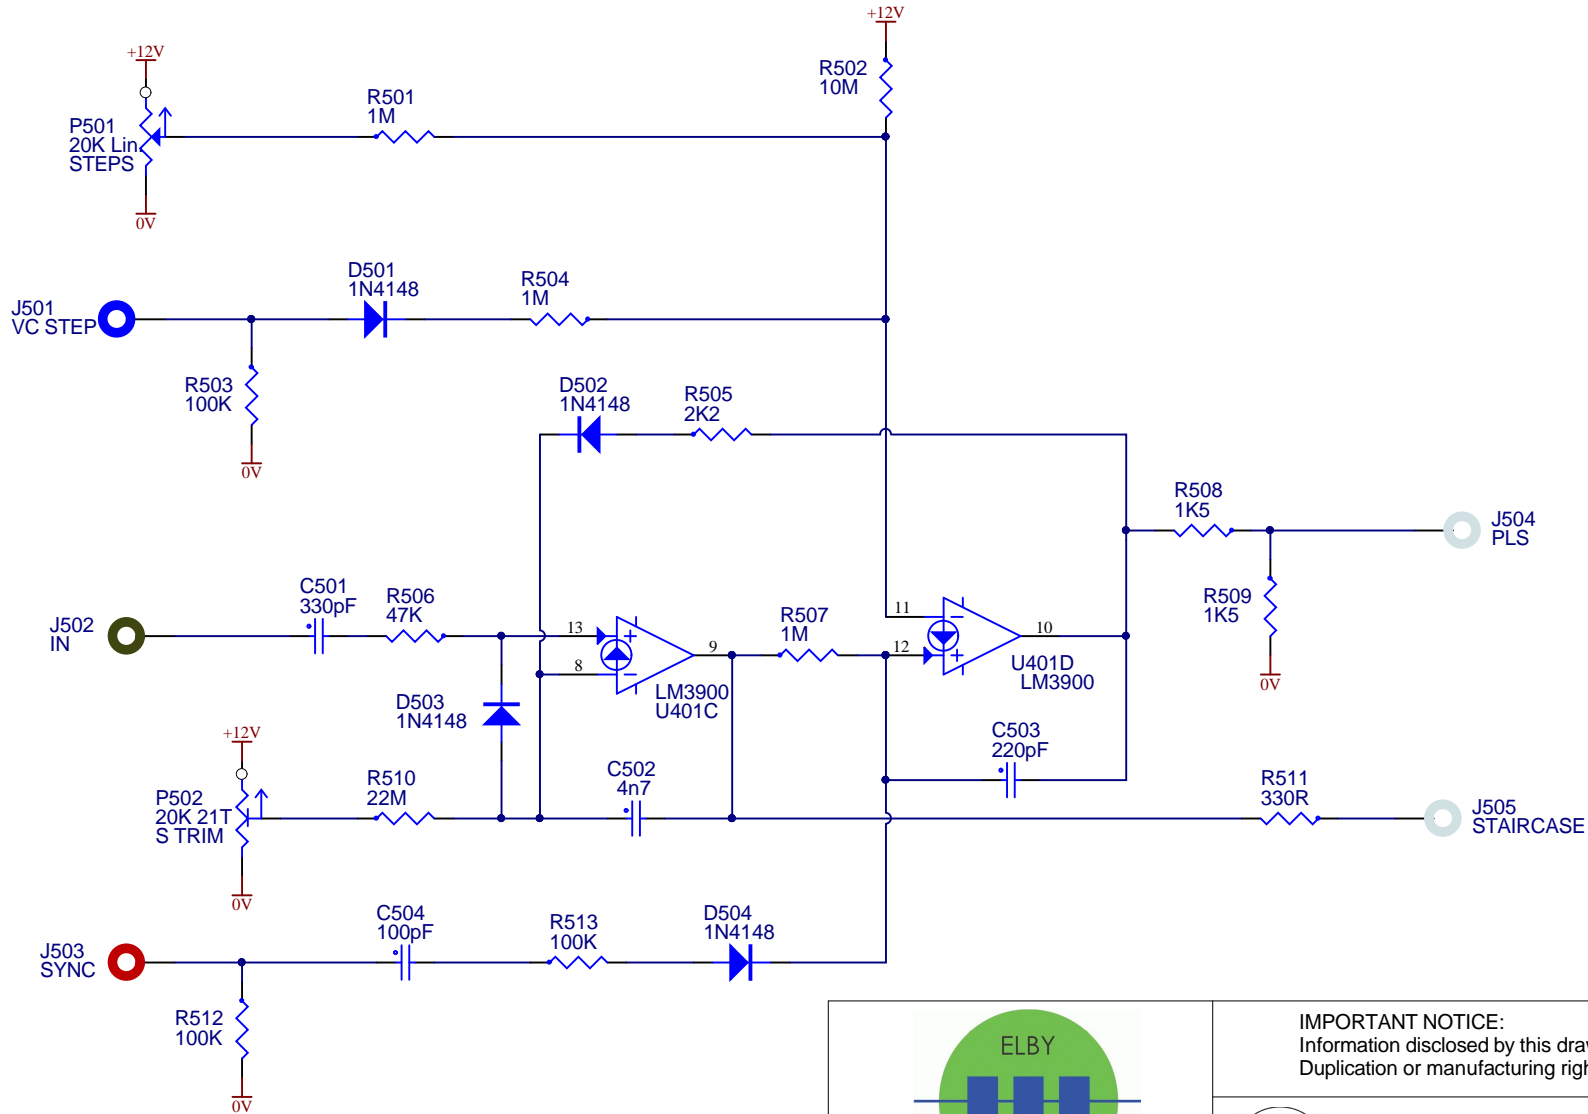 +12V
+12V
R502
10M
R501
1M
P501
20K Lin.
STEPS
0V
J501
VC STEP
D501
1N4148
R504
1M
R503
100K
0V
D502
1N4148
R505
2K2
R508
1K5
J504
PLS
C501
330pF
R506
47K
J502
IN
13
8
9
R507
1M
11
12
10
R509
1K5
0V
LM3900
U401C
U401D
LM3900
D503
1N4148
+12V
P502
20K 21T
S TRIM
R510
22M
C502
4n7
C503
220pF
R511
330R
J505
STAIRCASE
0V
J503
SYNC
C504
100pF
R513
100K
D504
1N4148
R512
100K
0V
ELBY
IMPORTANT NOTICE:
Information disclosed by this
Duplication or manufacturing